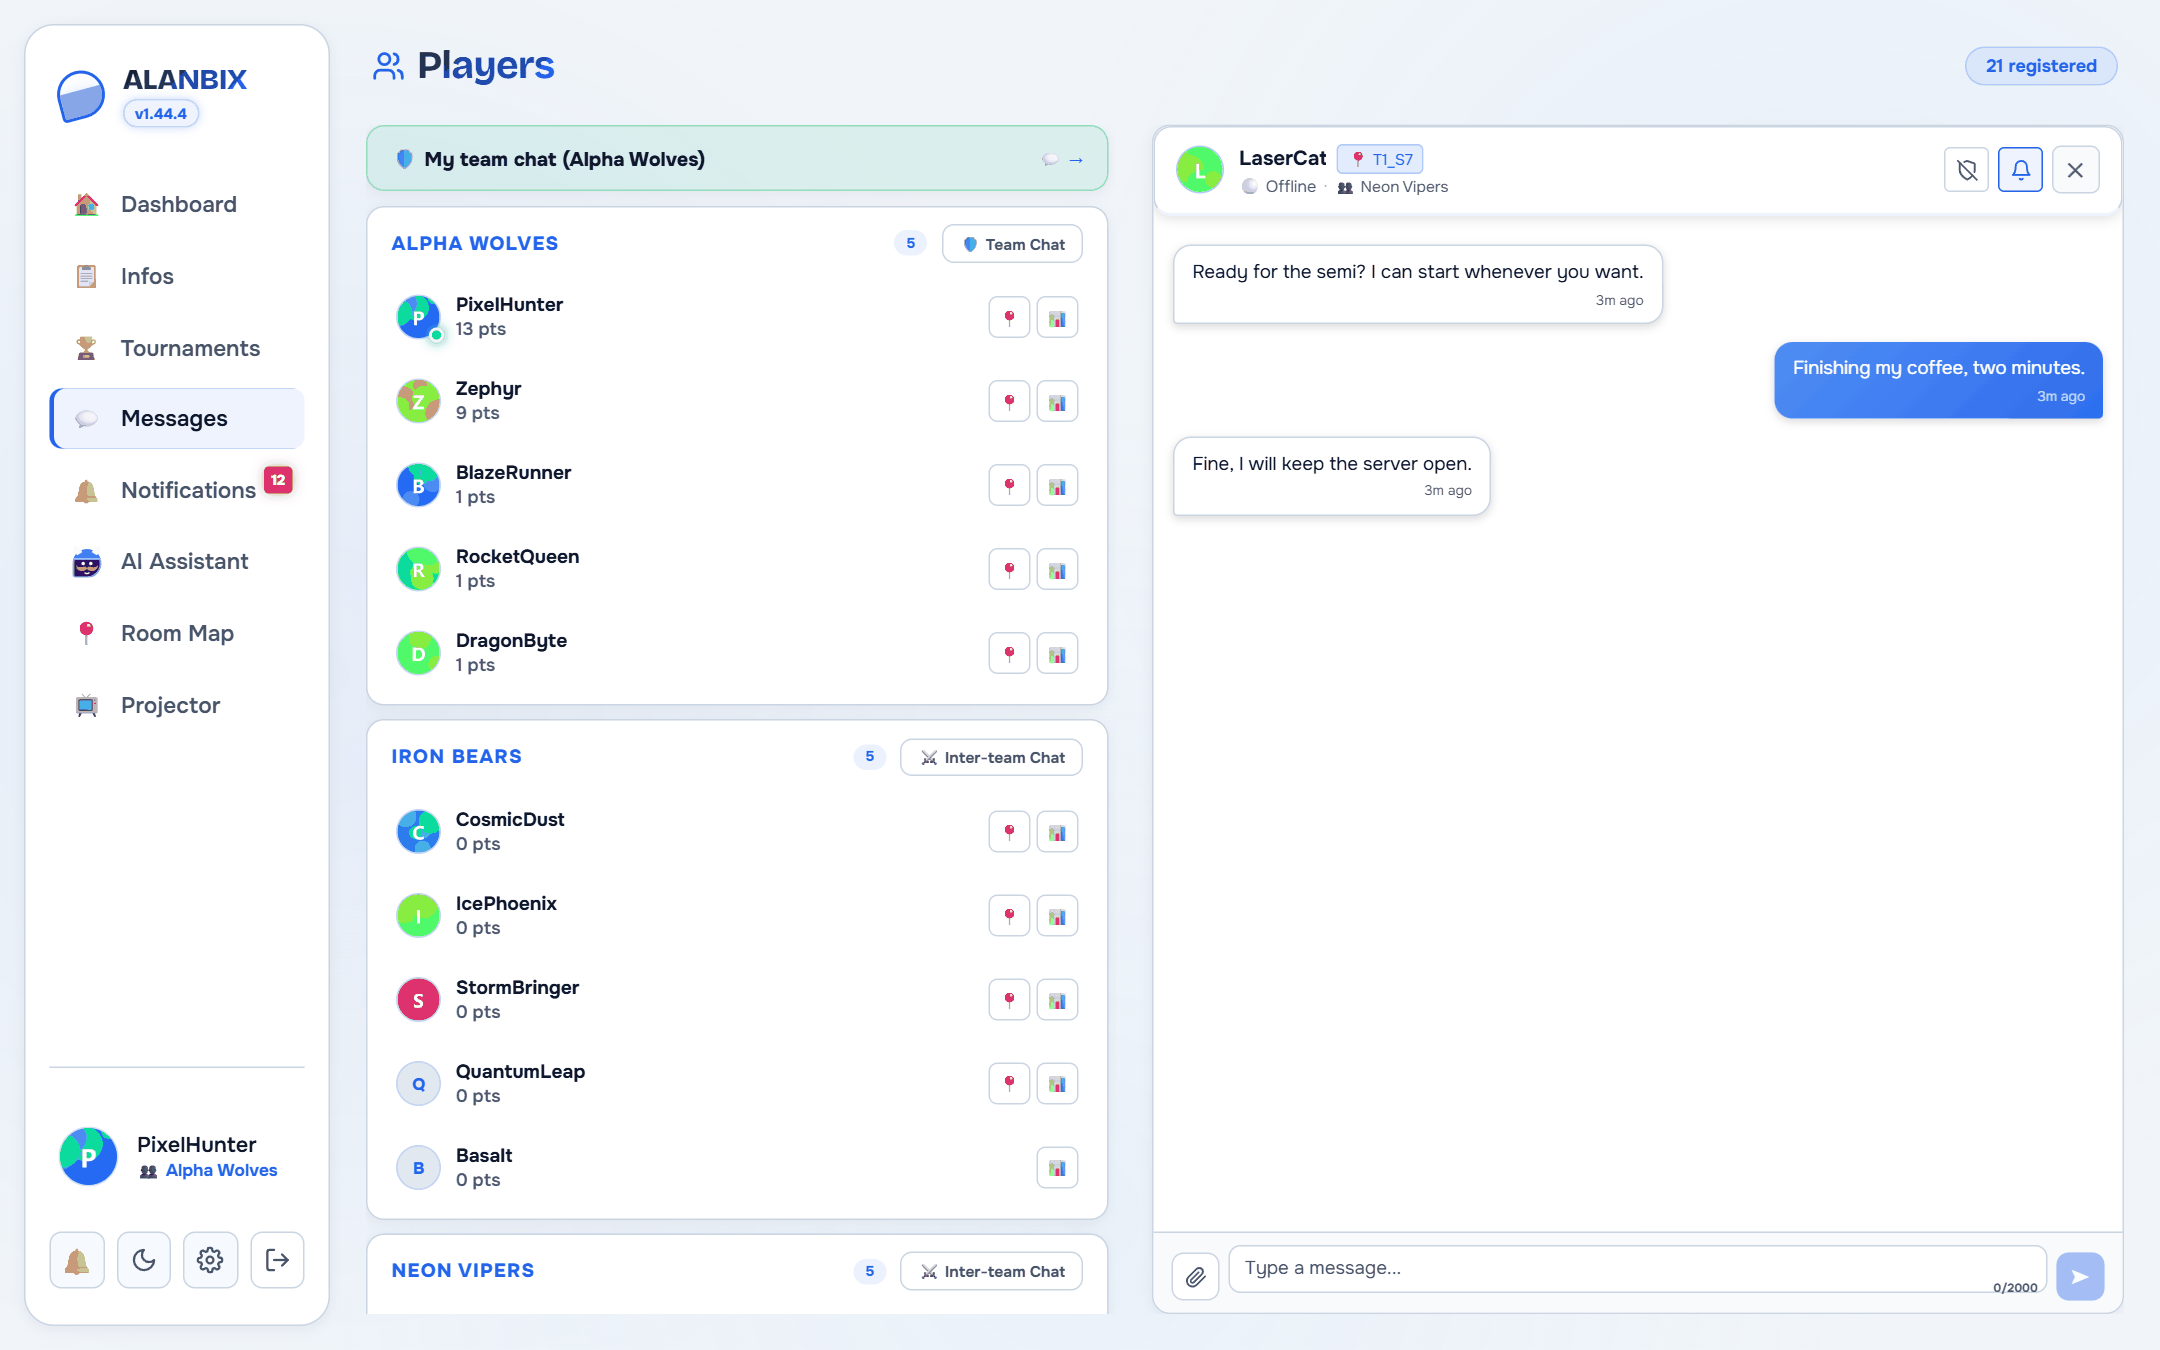 ALANBIX
v1.44.4
Dashboard
Infos
Tournaments
Messages
Notifications 12
AI Assistant
Room Map
Projector
PixelHunter
Alpha Wolves
Players
21 registered
My team chat (Alpha Wolves) →
ALPHA WOLVES 5 Team Chat
P PixelHunter
13 pts
Z Zephyr
9 pts
B BlazeRunner
1 pts
R RocketQueen
1 pts
D DragonByte
1 pts
IRON BEARS 5 Inter-team Chat
C CosmicDust
0 pts
I IcePhoenix
0 pts
S StormBringer
0 pts
Q QuantumLeap
0 pts
B Basalt
0 pts
NEON VIPERS 5 Inter-team Chat
L LaserCat T1_S7
Offline · Neon Vipers
Ready for the semi? I can start whenever you want.
3m ago
Finishing my coffee, two minutes.
3m ago
Fine, I will keep the server open.
3m ago
Type a message...
0/2000
P